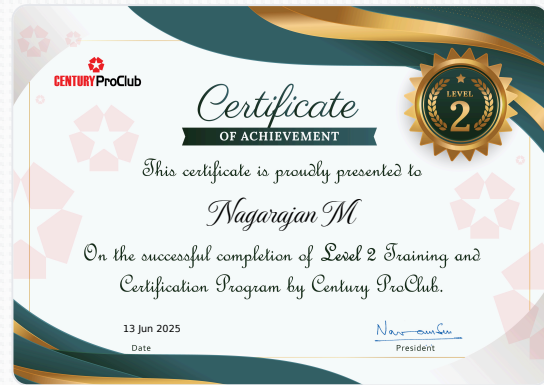 CENTURY ProClub
Certificate
OF ACHIEVEMENT
LEVEL
2
This certificate is proudly presented to
Nagarajan M
On the successful completion of Level 2 Training and
Certification Program by Century ProClub.
13 Jun 2025
Date
President